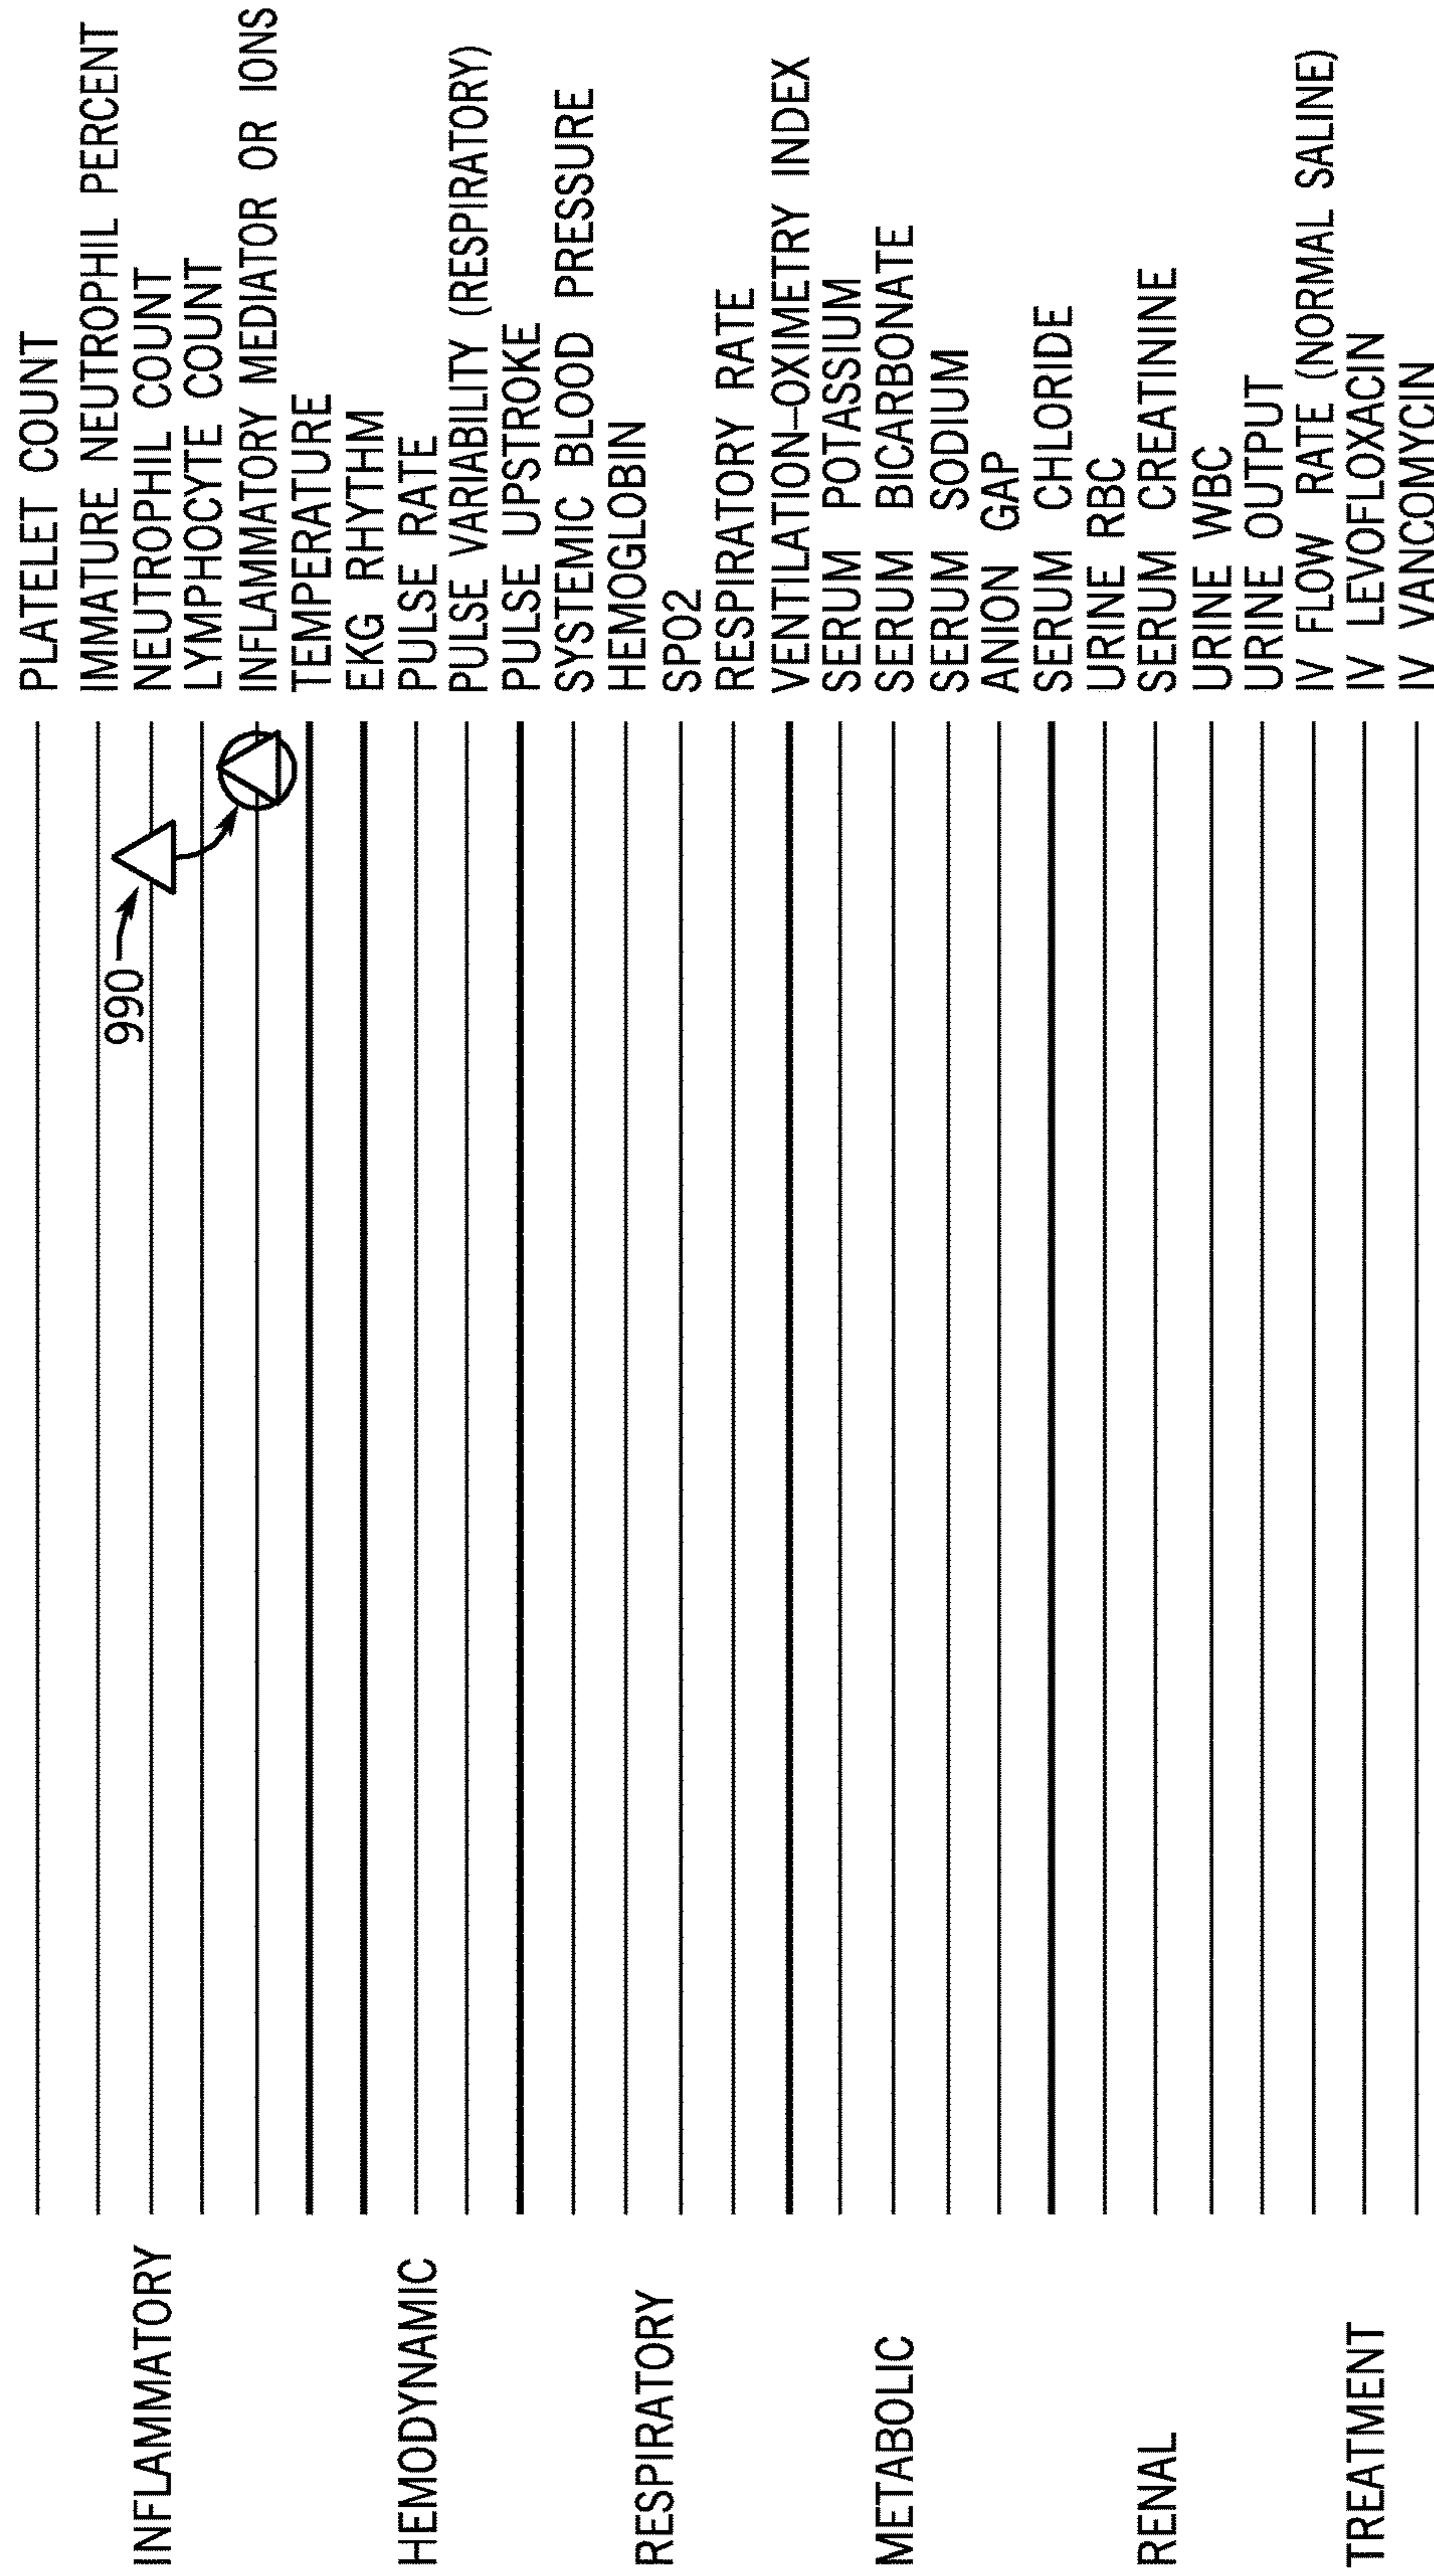 PLATELET COUNT
IMMATURE NEUTROPHIL PERCENT
INFLAMMATORY
990
NEUTROPHIL COUNT
LYMPHOCYTE COUNT
INFLAMMATORY MEDIATOR OR IONS
TEMPERATURE
EKG RHYTHM
HEMODYNAMIC
PULSE RATE
PULSE VARIABILITY (RESPIRATORY)
PULSE UPSTROKE
SYSTEMIC BLOOD PRESSURE
HEMOGLOBIN
RESPIRATORY
SPO2
RESPIRATORY RATE
VENTILATION-OXIMETRY INDEX
SERUM POTASSIUM
METABOLIC
SERUM BICARBONATE
SERUM SODIUM
ANION GAP
SERUM CHLORIDE
URINE RBC
RENAL
SERUM CREATININE
URINE WBC
URINE OUTPUT
IV FLOW RATE (NORMAL SALINE)
TREATMENT
IV LEVOFLOXACIN
IV VANCOMYCIN